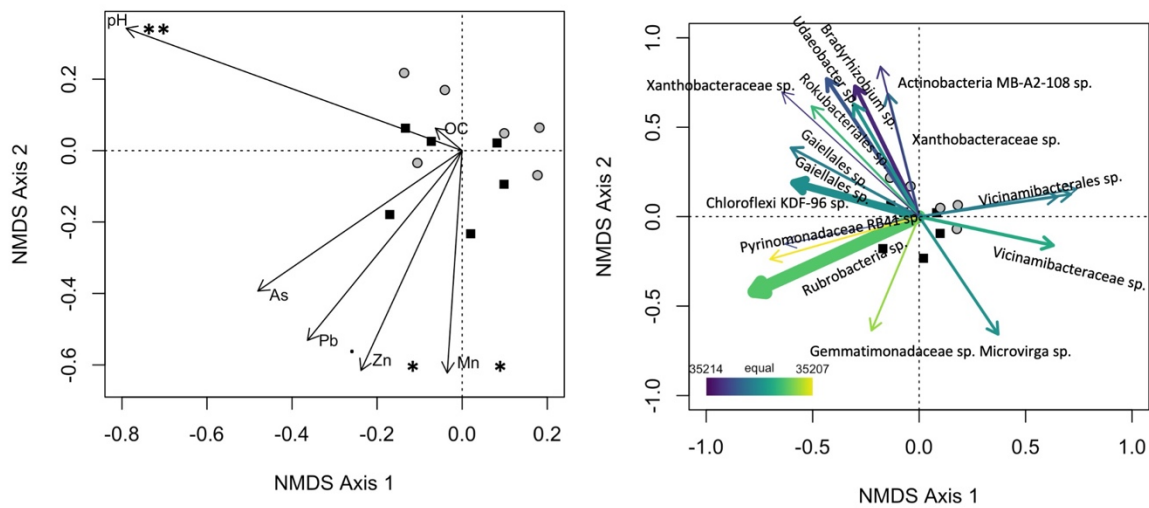 pH
**
OC
As
Pb
Zn
*
Mn
*
0.2
0.0
-0.2
-0.4
-0.6
-0.8
-0.6
-0.4
-0.2
0.0
0.2
NMDS Axis 1
NMDS Axis 2
Bradyrhizobium sp.
Udaeobacter sp.
Xanthobacteraceae sp.
Actinobacteria MB-A2-108 sp.
Rokubacteriales sp.
Xanthobacteraceae sp.
Gaiellales sp.
Gaiellales sp.
Chloroflexi KDF-96 sp.
Vicinamibacterales sp.
Pyrinomonadaceae RB41 sp.
Rubrobacteria sp.
Vicinamibacteraceae sp.
Gemmatimonadaceae sp. Microvirga sp.
35214 equal 35207
1.0
0.5
0.0
-0.5
-1.0
-1.0
-0.5
0.0
0.5
1.0
NMDS Axis 1
NMDS Axis 2